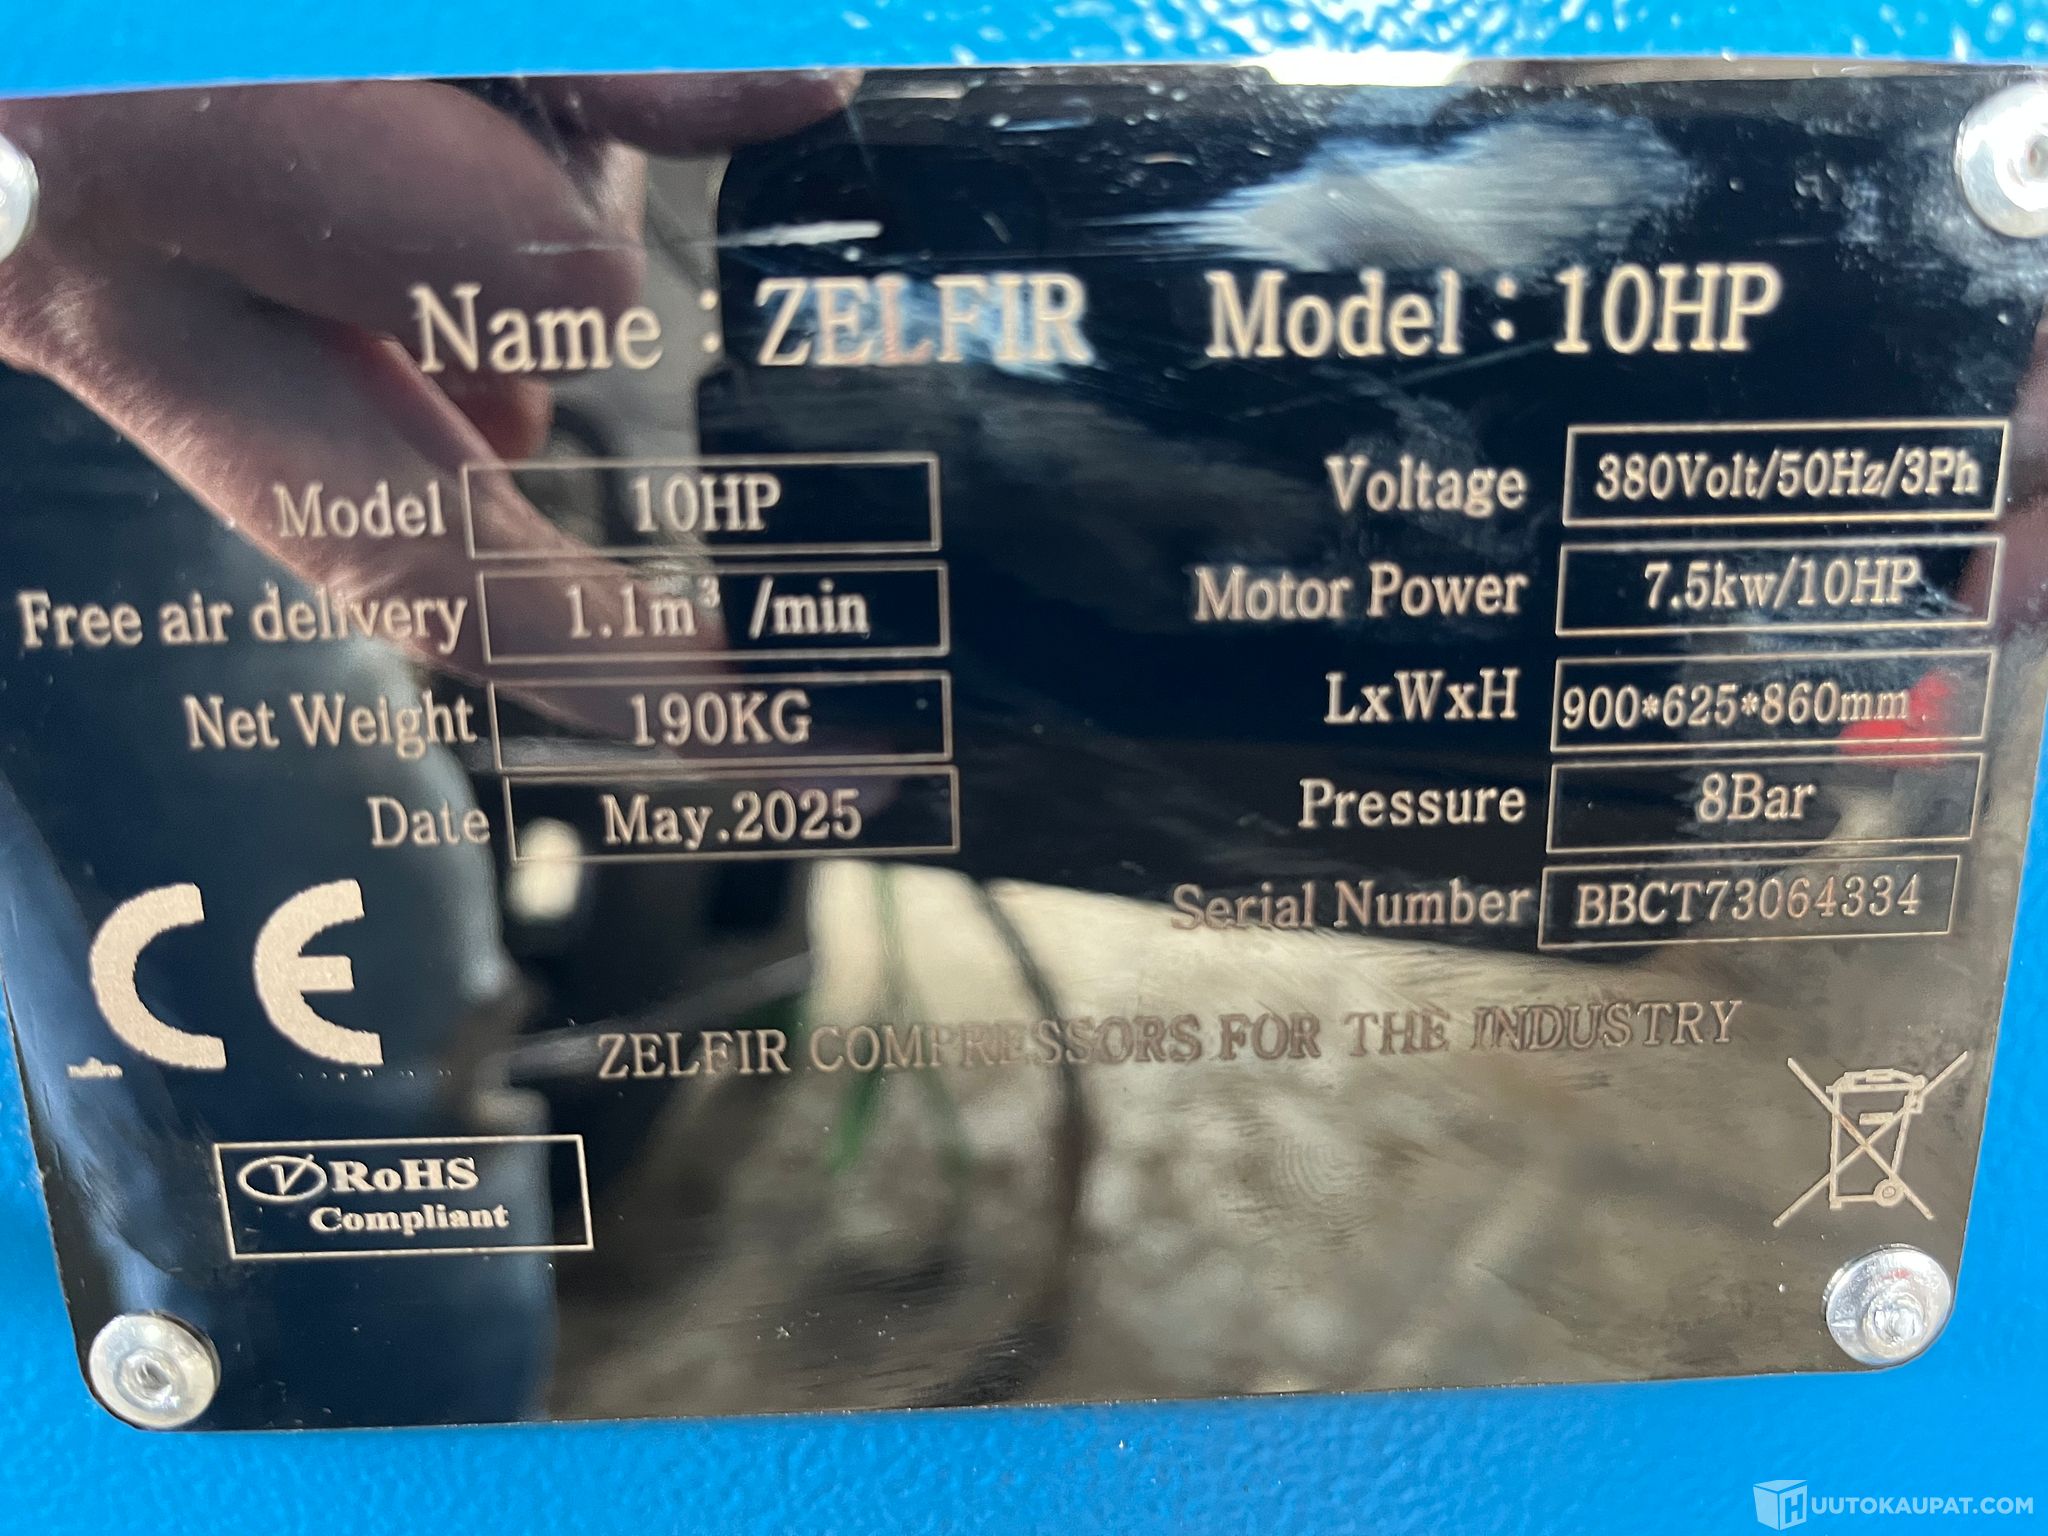 Name : ZELFIR Model : 10HP
Model 10HP
Free air delivery 1.1m³ /min
Net Weight 190KG
Date May.2025
Voltage 380Volt/50Hz/3Ph
Motor Power 7.5kw/10HP
LxWxH 900*625*860mm
Pressure 8Bar
Serial Number BBCT73064334
CE
ZELFIR COMPRESSORS FOR THE INDUSTRY
RoHS
Compliant
HUUTOKAUPAT.COM